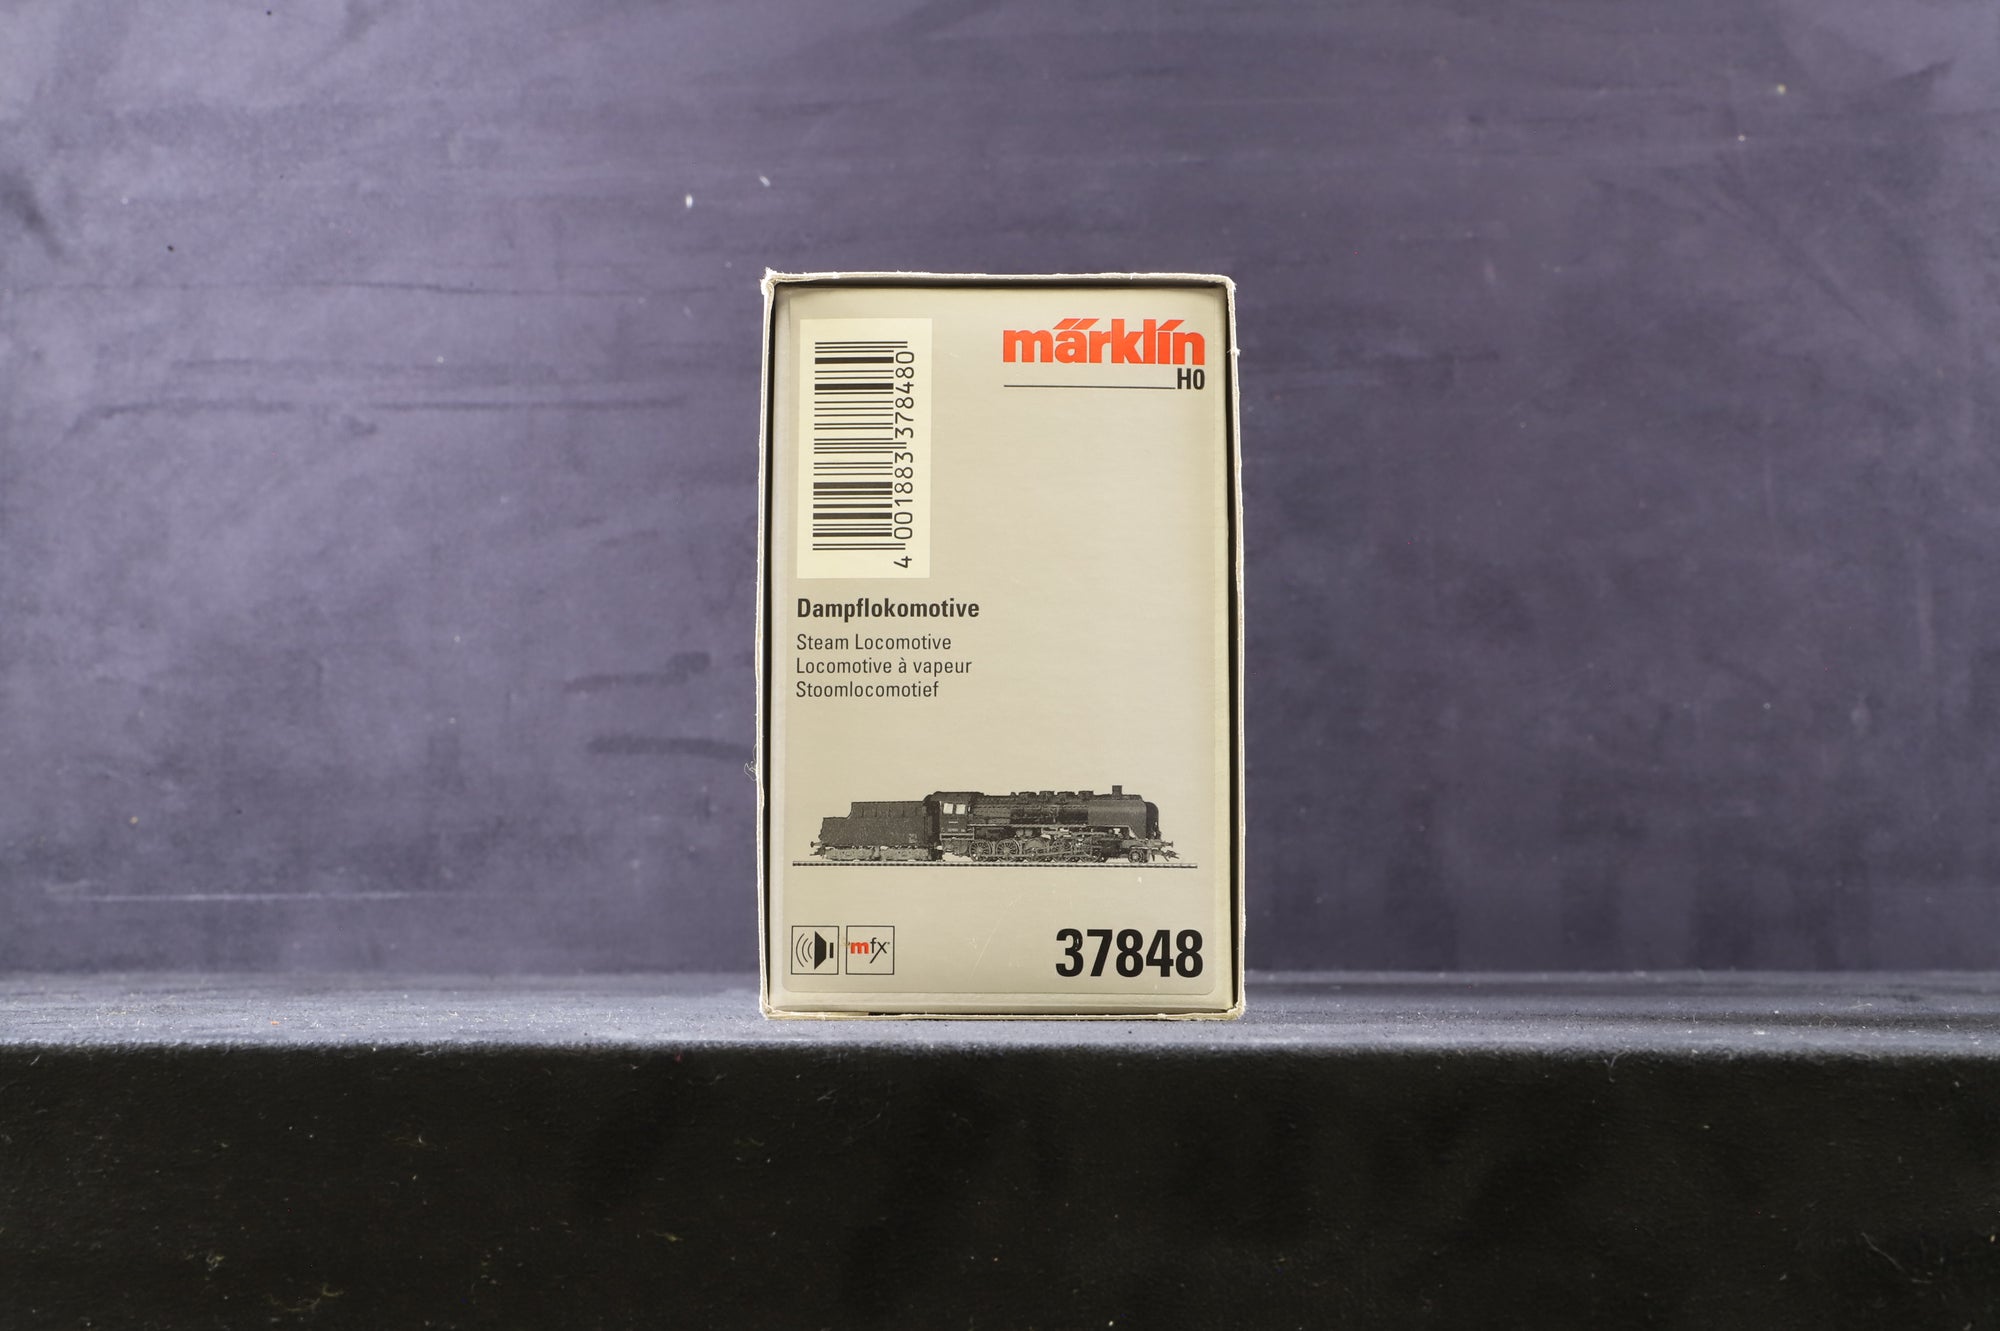 märklin
H0
4 001883 378480
Dampflokomotive
Steam Locomotive
Locomotive à vapeur
Stoomlocomotief
mfx
37848